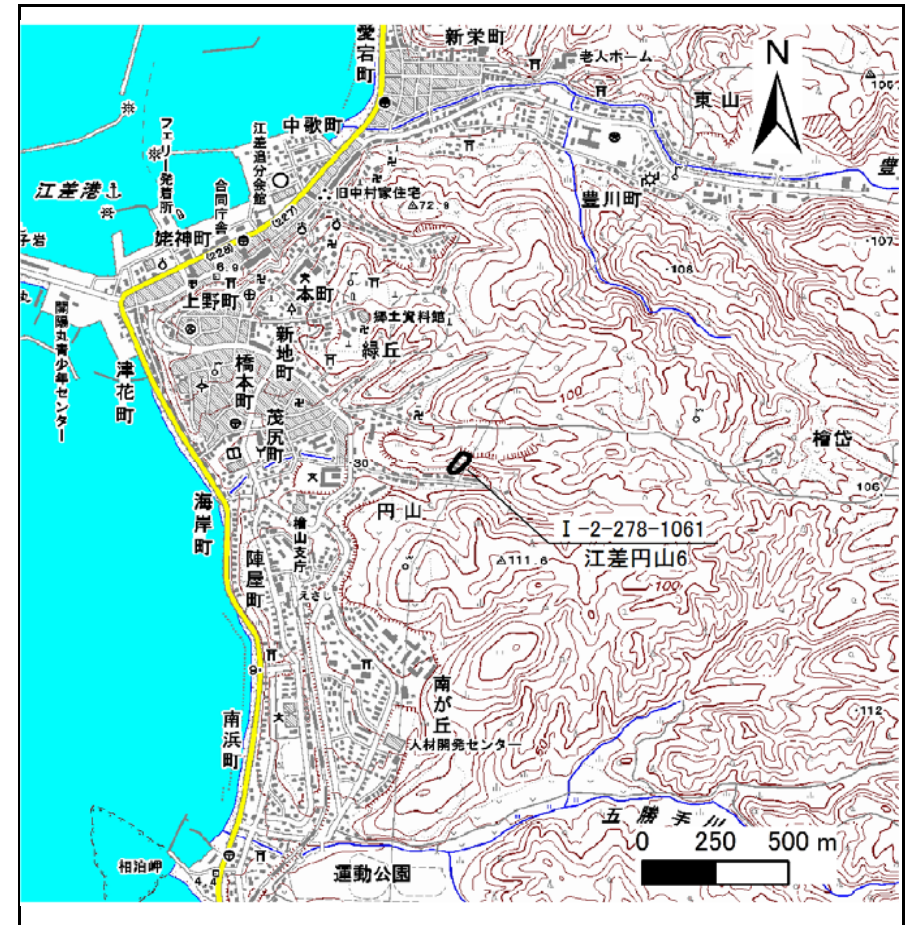 愛宕町
新栄町
老人ホーム
N
東山
中歌町
江差追分会館
フェリー発着所
合同庁舎
江差港
旧中村家住宅
72.9
豊川町
豊
姥神町
(227)
(228)
子岩
6.9
上野町
本町
108
107
郷土資料館
新地町
緑丘
開陽丸青少年センター
津花町
橋本町
茂尻町
100
檜岱
30
106
海岸町
円山
I-2-278-1061
江差円山6
檜山支庁
111.6
100
陣屋町
えさし
南が丘
112
南浜町
人材開発センター
五勝手川
0 250 500 m
柏泊岬
4.4
運動公園